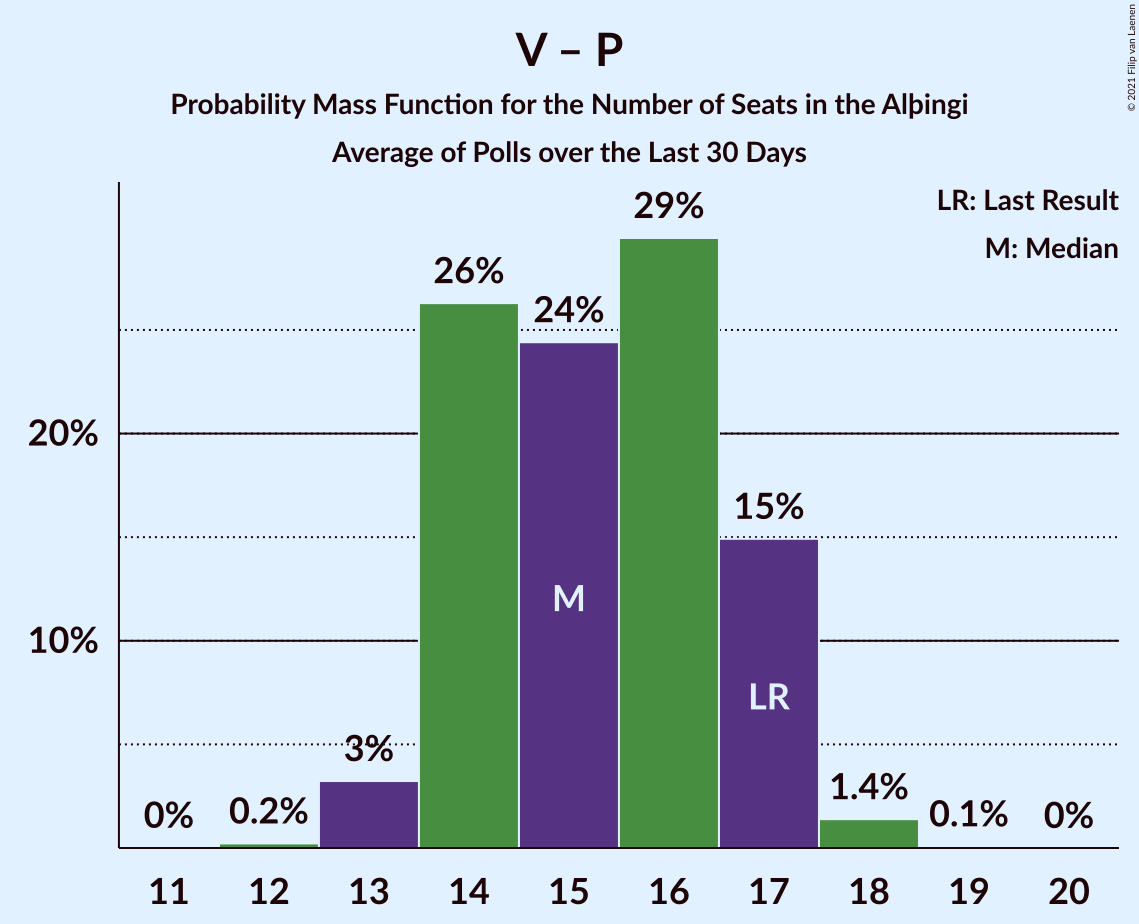 V – P
Probability Mass Function for the Number of Seats in the Alþingi
Average of Polls over the Last 30 Days
© 2021 Filip van Laenen
LR: Last Result
M: Median
29%
26%
24%
20%
15%
M
10%
LR
3%
1.4%
0%
0.2%
0.1%
0%
11 12 13 14 15 16 17 18 19 20